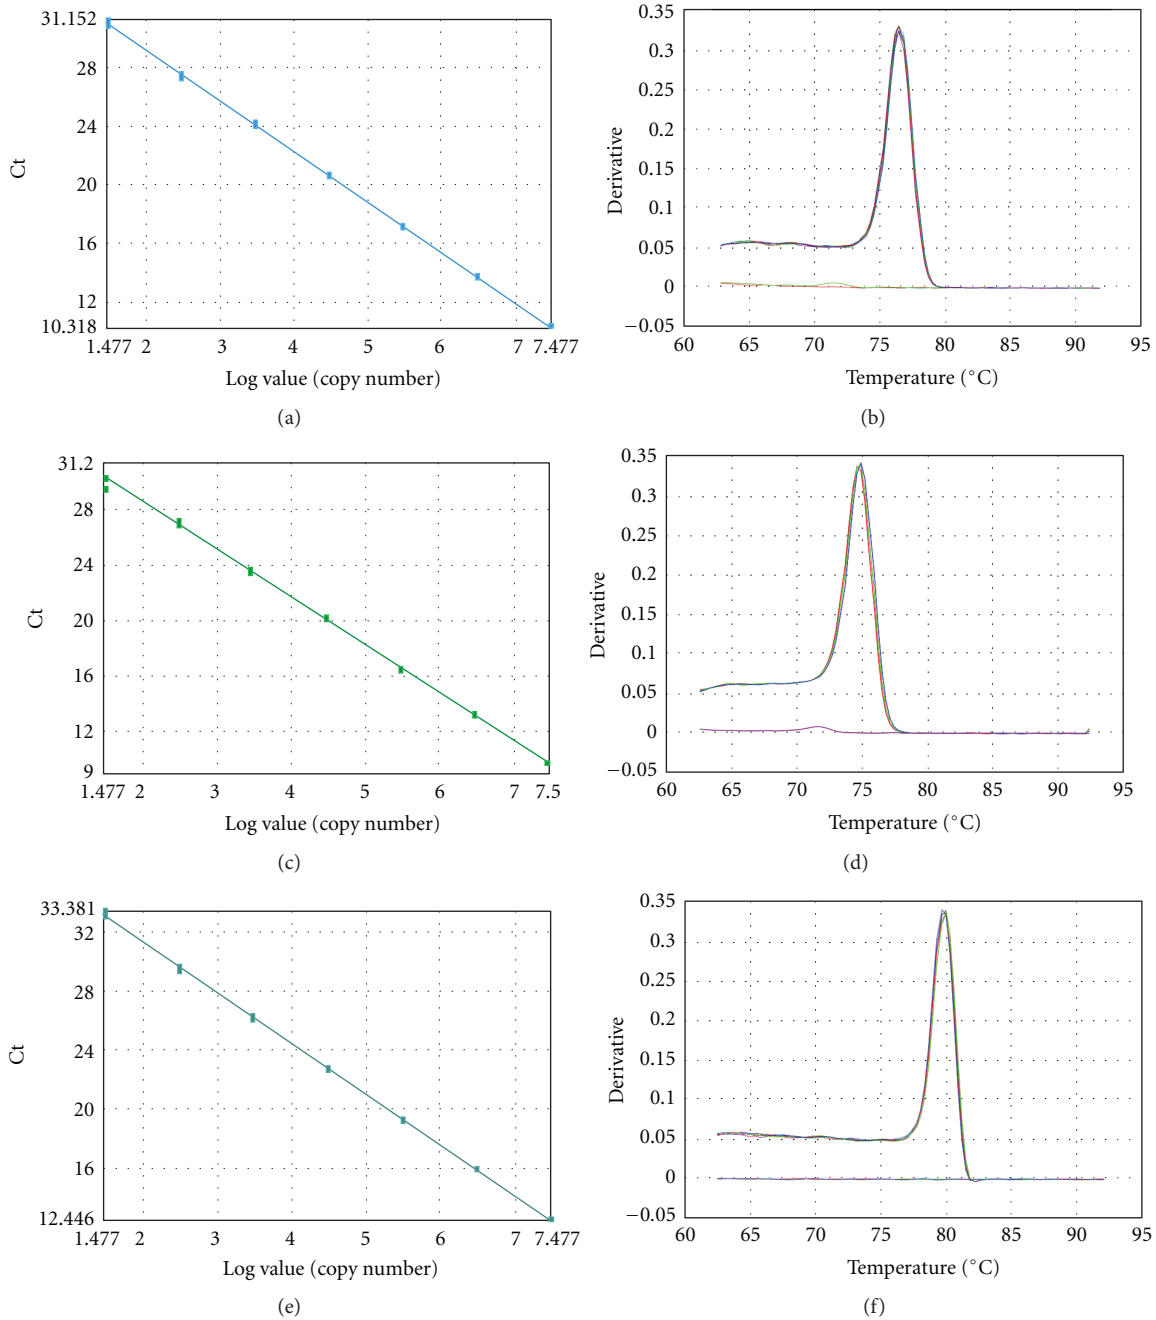 31.152
28
24
20
16
12
10.318
Ct
1.477 2 3 4 5 6 7 7.477
Log value (copy number)
(a)
0.35
0.3
0.25
0.2
0.15
0.1
0.05
0
−0.05
Derivative
60 65 70 75 80 85 90 95
Temperature (°C)
(b)
31.2
28
24
20
16
12
9
Ct
1.477 2 3 4 5 6 7 7.5
Log value (copy number)
(c)
0.35
0.3
0.25
0.2
0.15
0.1
0.05
0
−0.05
Derivative
60 65 70 75 80 85 90 95
Temperature (°C)
(d)
33.381
32
28
24
20
16
12.446
Ct
1.477 2 3 4 5 6 7 7.477
Log value (copy number)
(e)
0.35
0.3
0.25
0.2
0.15
0.1
0.05
0
−0.05
Derivative
60 65 70 75 80 85 90 95
Temperature (°C)
(f)